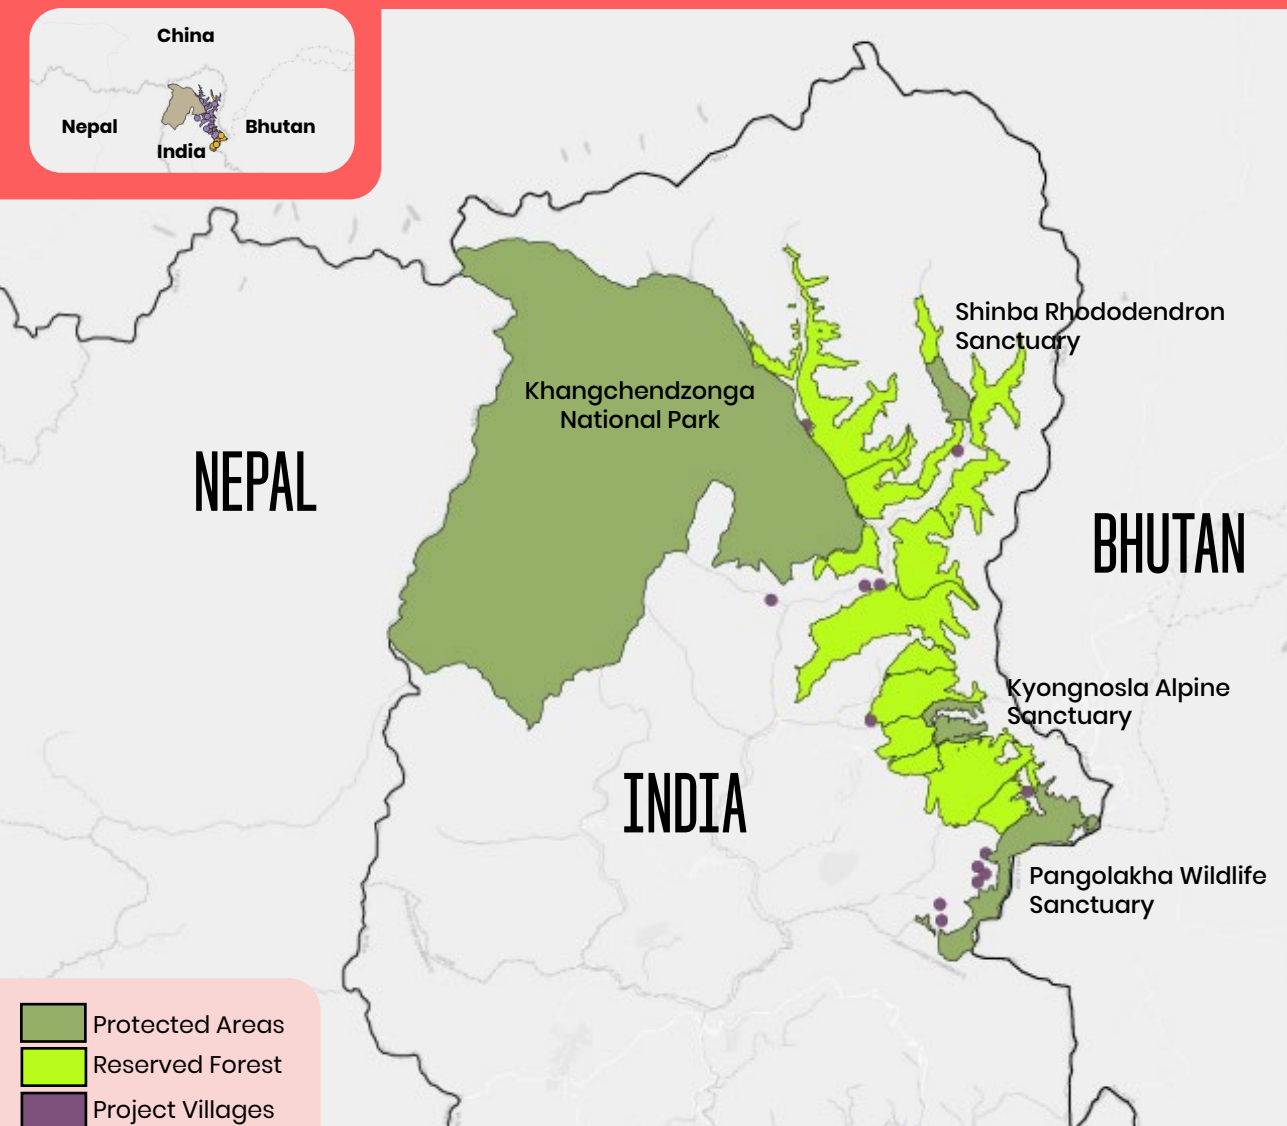 China
Nepal
Bhutan
India
Shinba Rhododendron
Sanctuary
Khangchendzonga
National Park
NEPAL
BHUTAN
Kyongnosla Alpine
Sanctuary
INDIA
Pangolakha Wildlife
Sanctuary
Protected Areas
Reserved Forest
Project Villages